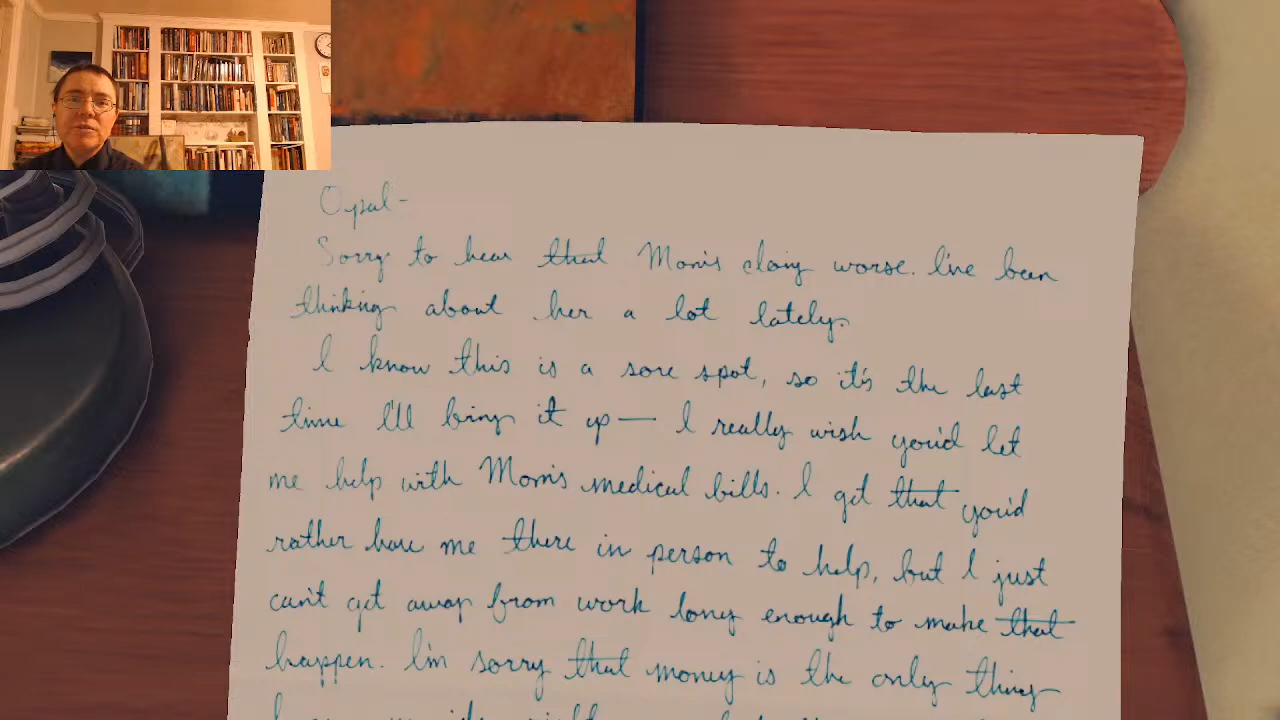 Opal-
Sorry to hear that Mom's doing worse. I've been
thinking about her a lot lately.
I know this is a sore spot, so it's the last
time I'll bring it up — I really wish you'd let
me help with Mom's medical bills. I get that you'd
rather have me there in person to help, but I just
can't get away from work long enough to make that
happen. I'm sorry that money is the only thing